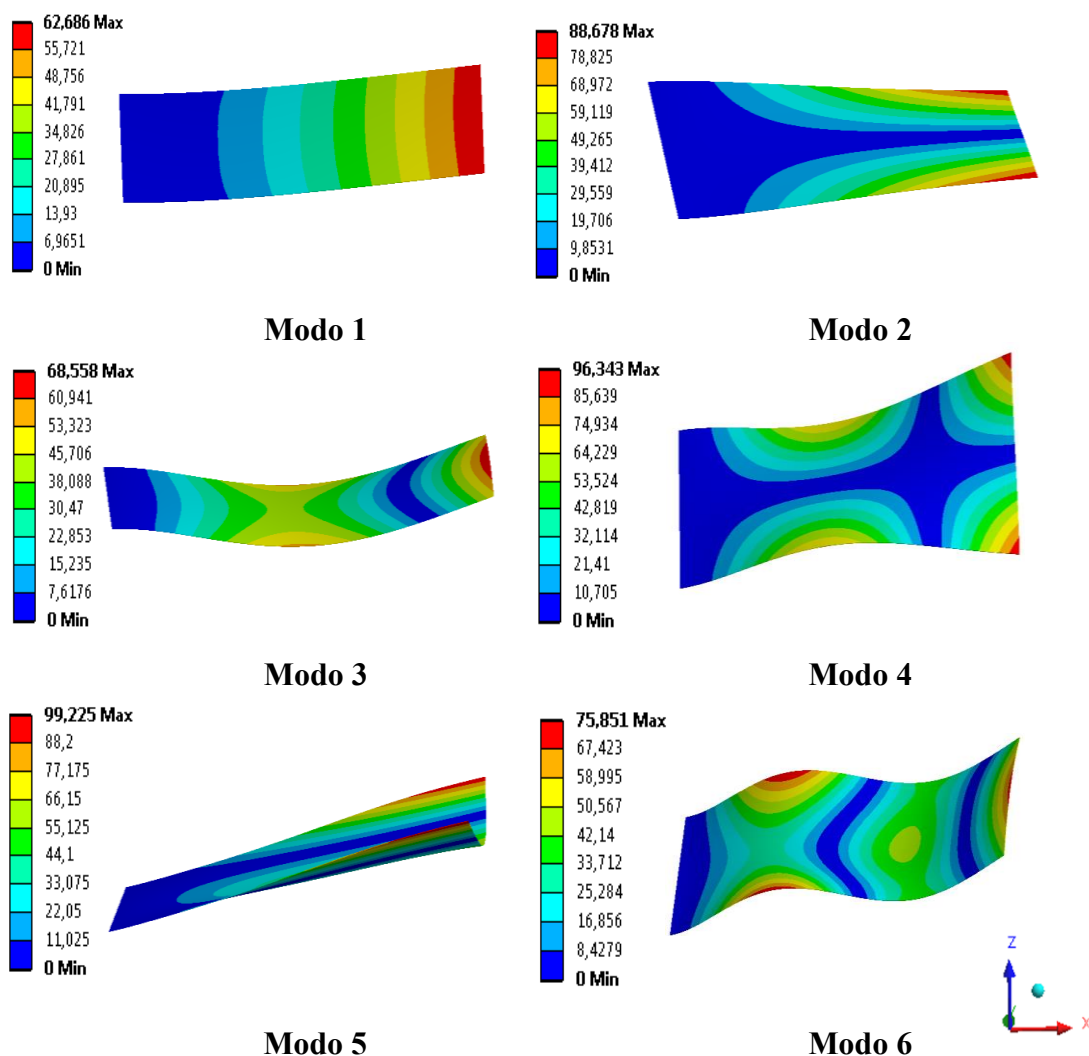 62,686 Max
55,721
48,756
41,791
34,826
27,861
20,895
13,93
6,9651
0 Min
Modo 1
88,678 Max
78,825
68,972
59,119
49,265
39,412
29,559
19,706
9,8531
0 Min
Modo 2
68,558 Max
60,941
53,323
45,706
38,088
30,47
22,853
15,235
7,6176
0 Min
Modo 3
96,343 Max
85,639
74,934
64,229
53,524
42,819
32,114
21,41
10,705
0 Min
Modo 4
99,225 Max
88,2
77,175
66,15
55,125
44,1
33,075
22,05
11,025
0 Min
Modo 5
75,851 Max
67,423
58,995
50,567
42,14
33,712
25,284
16,856
8,4279
0 Min
Z
X
Modo 6